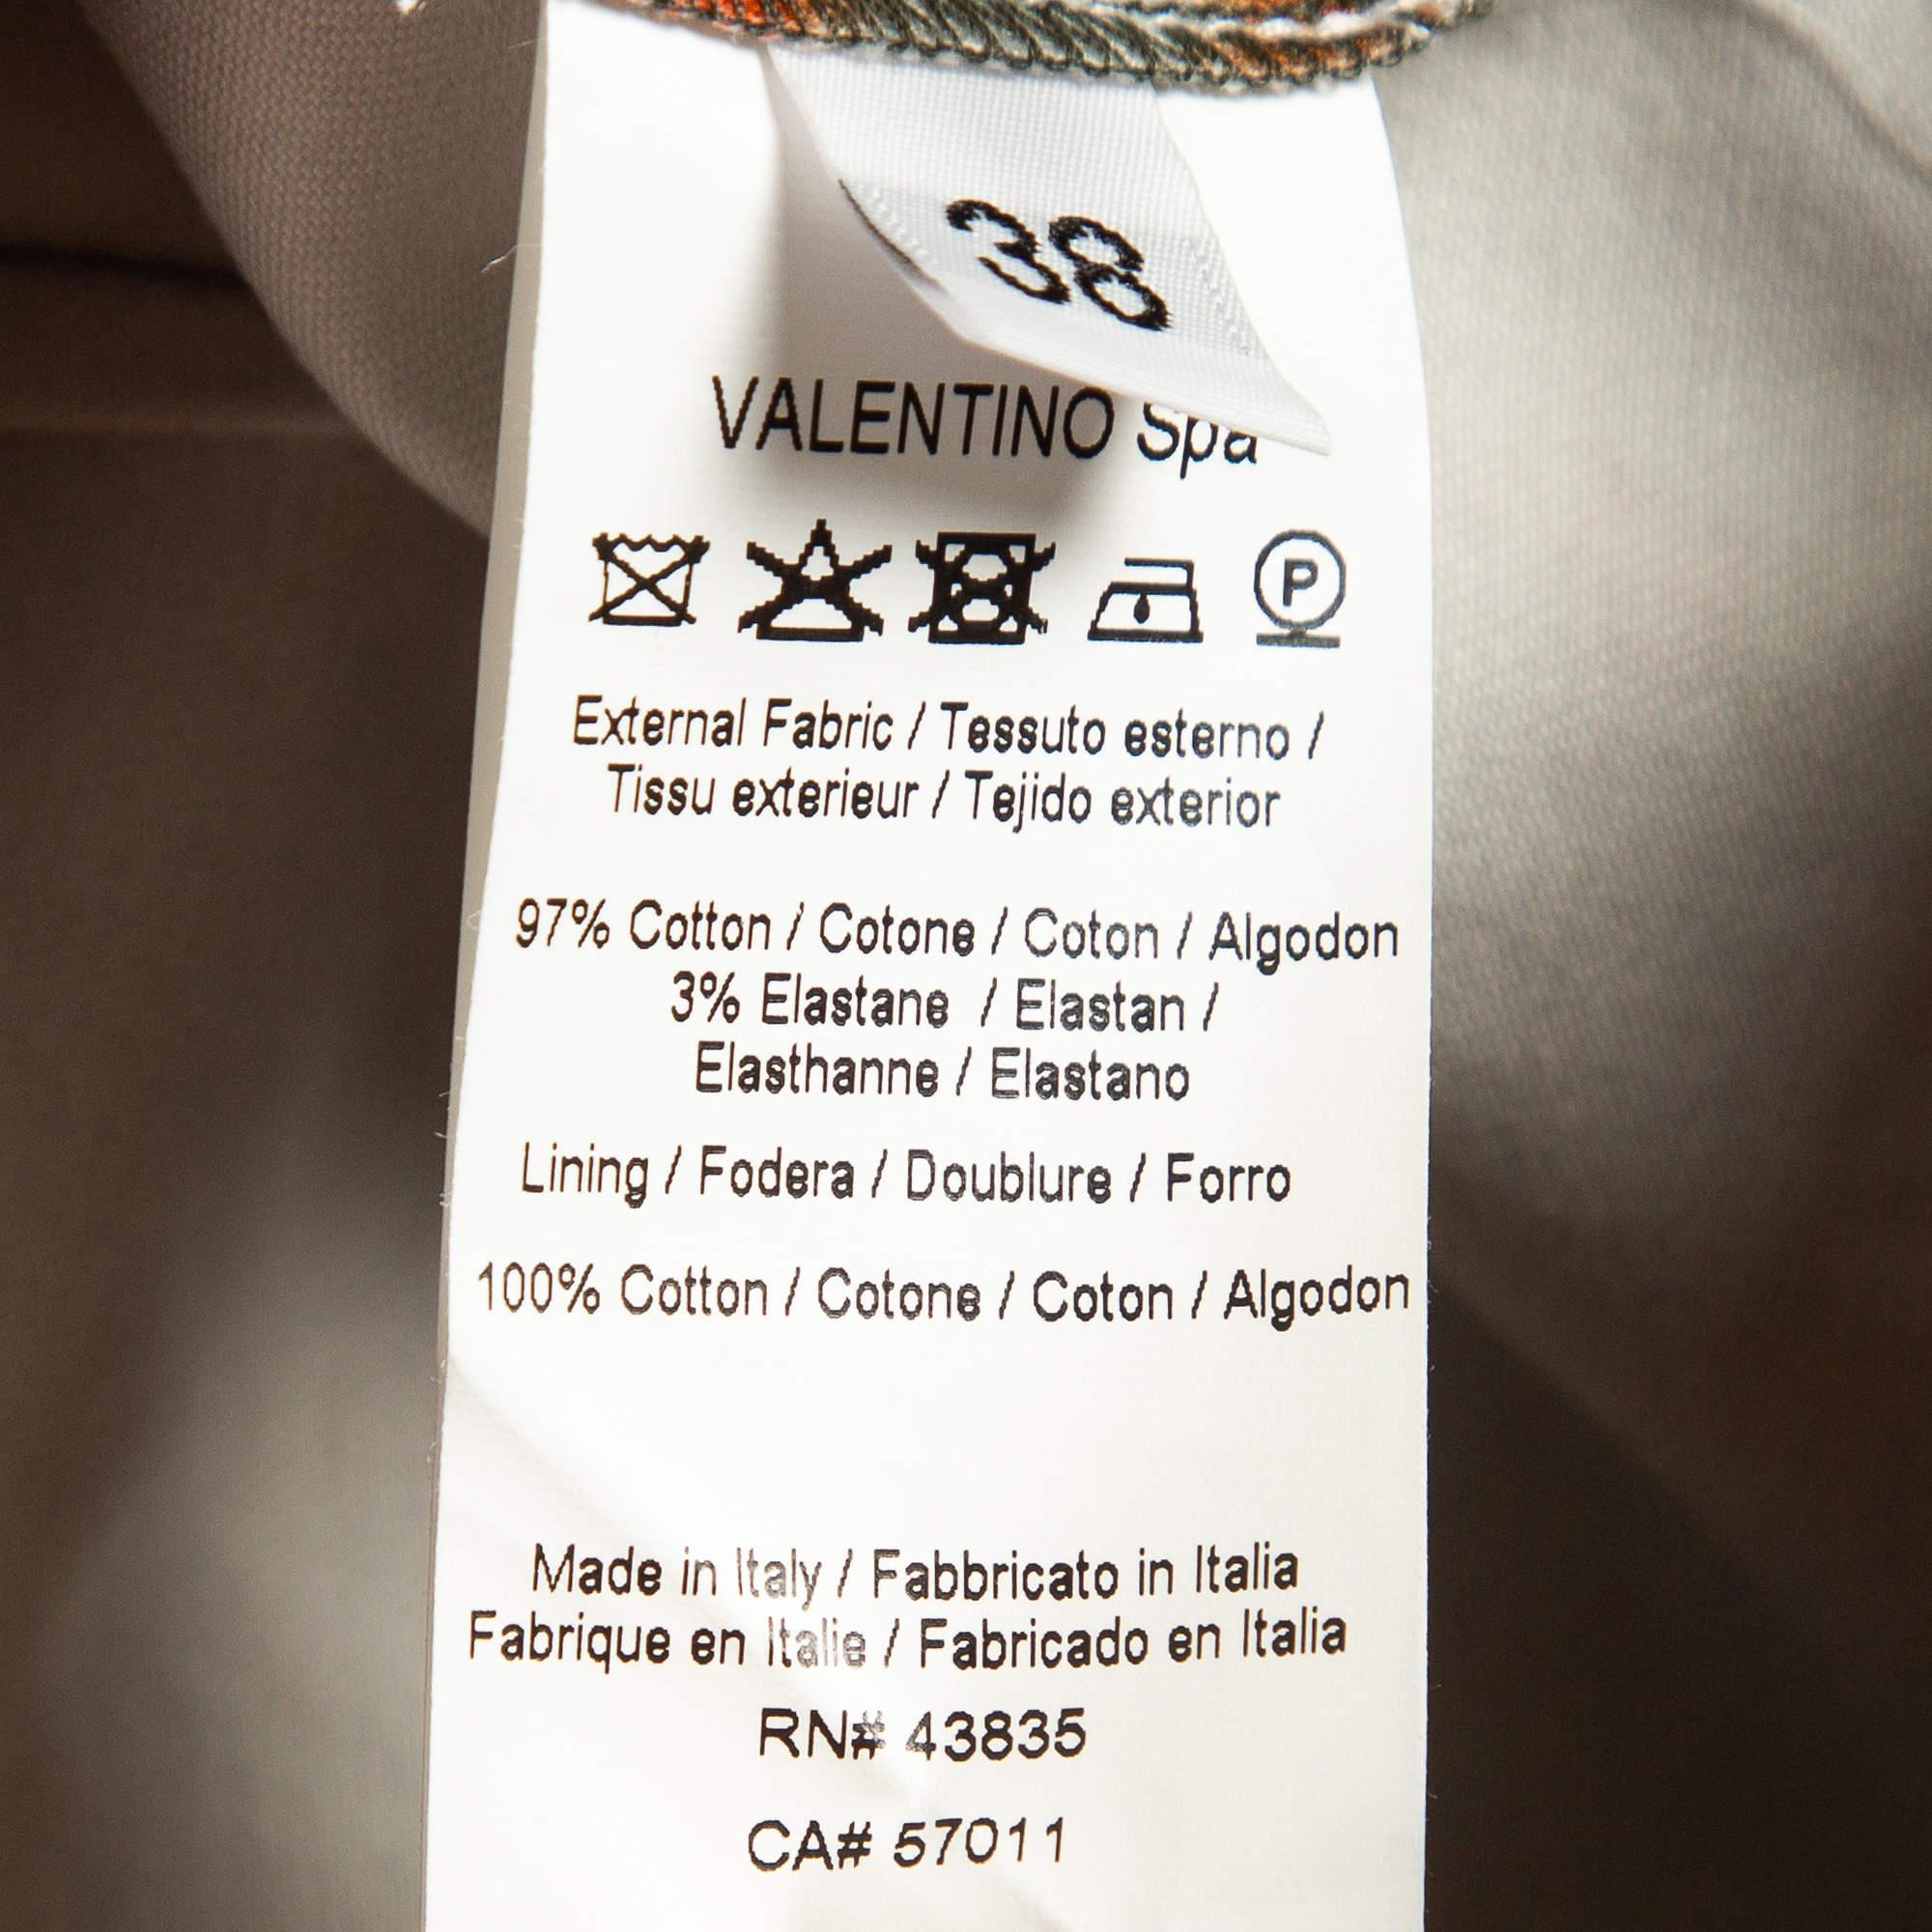 38
VALENTINO Spa
P
External Fabric / Tessuto esterno /
Tissu exterieur / Tejido exterior
97% Cotton / Cotone / Coton / Algodon
3% Elastane / Elastan /
Elasthanne / Elastano
Lining / Fodera / Doublure / Forro
100% Cotton / Cotone / Coton / Algodon
Made in Italy / Fabbricato in Italia
Fabrique en Italie / Fabricado en Italia
RN# 43835
CA# 57011